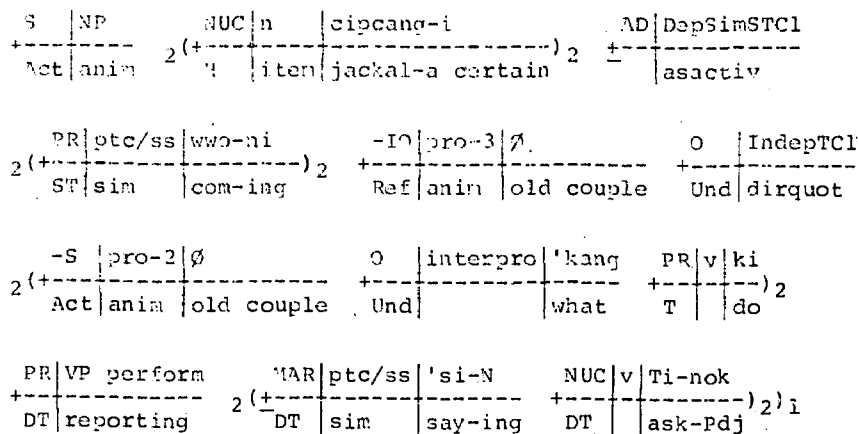 S | NP NUC | n | cipcang-i AD | DepSimSTCl
+-------- 2(+-----------------------)2 +-----------
Act | anim H | item | jackal-a certain asactiv
PR | ptc/ss | wwo-ni -IO | pro-3 | Ø O | IndepTCl
2(+-----------------)2 +--------------------- +-----------
ST | sim | com-ing Ref | anim | old couple Und | dirquot
-S | pro-2 | Ø O | interpro | 'kang PR | v | ki
2(+--------------------- +------------------- +-------)2
Act | anim | old couple Und | | what T | | do
PR | VP perform MAR | ptc/ss | 'si-N NUC | v | Ti-nok
+------------- 2(+------------------ +--------------)2)1
DT | reporting DT | sim | say-ing DT | | ask-Pdj